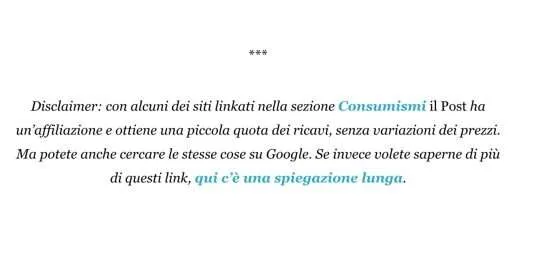 ***
Disclaimer: con alcuni dei siti linkati nella sezione Consumismi il Post ha
un’affiliazione e ottiene una piccola quota dei ricavi, senza variazioni dei prezzi.
Ma potete anche cercare le stesse cose su Google. Se invece volete saperne di più
di questi link, qui c’è una spiegazione lunga.